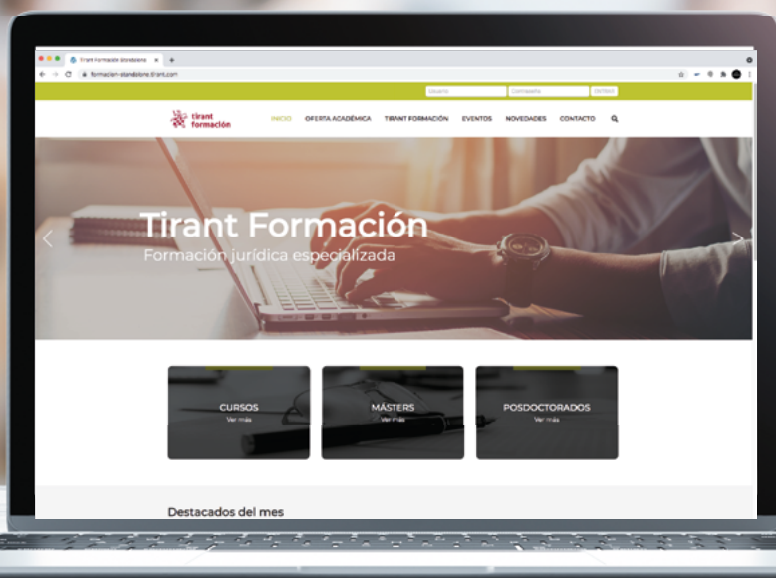 Tirant Formación Standalone
formacion-standalone.tirant.com
Usuario Contraseña ENTRAR
tirant formación
INICIO OFERTA ACADÉMICA TIRANT FORMACIÓN EVENTOS NOVEDADES CONTACTO
Tirant Formación
Formación jurídica especializada
CURSOS MÁSTERS POSDOCTORADOS
Ver más Ver más Ver más
Destacados del mes